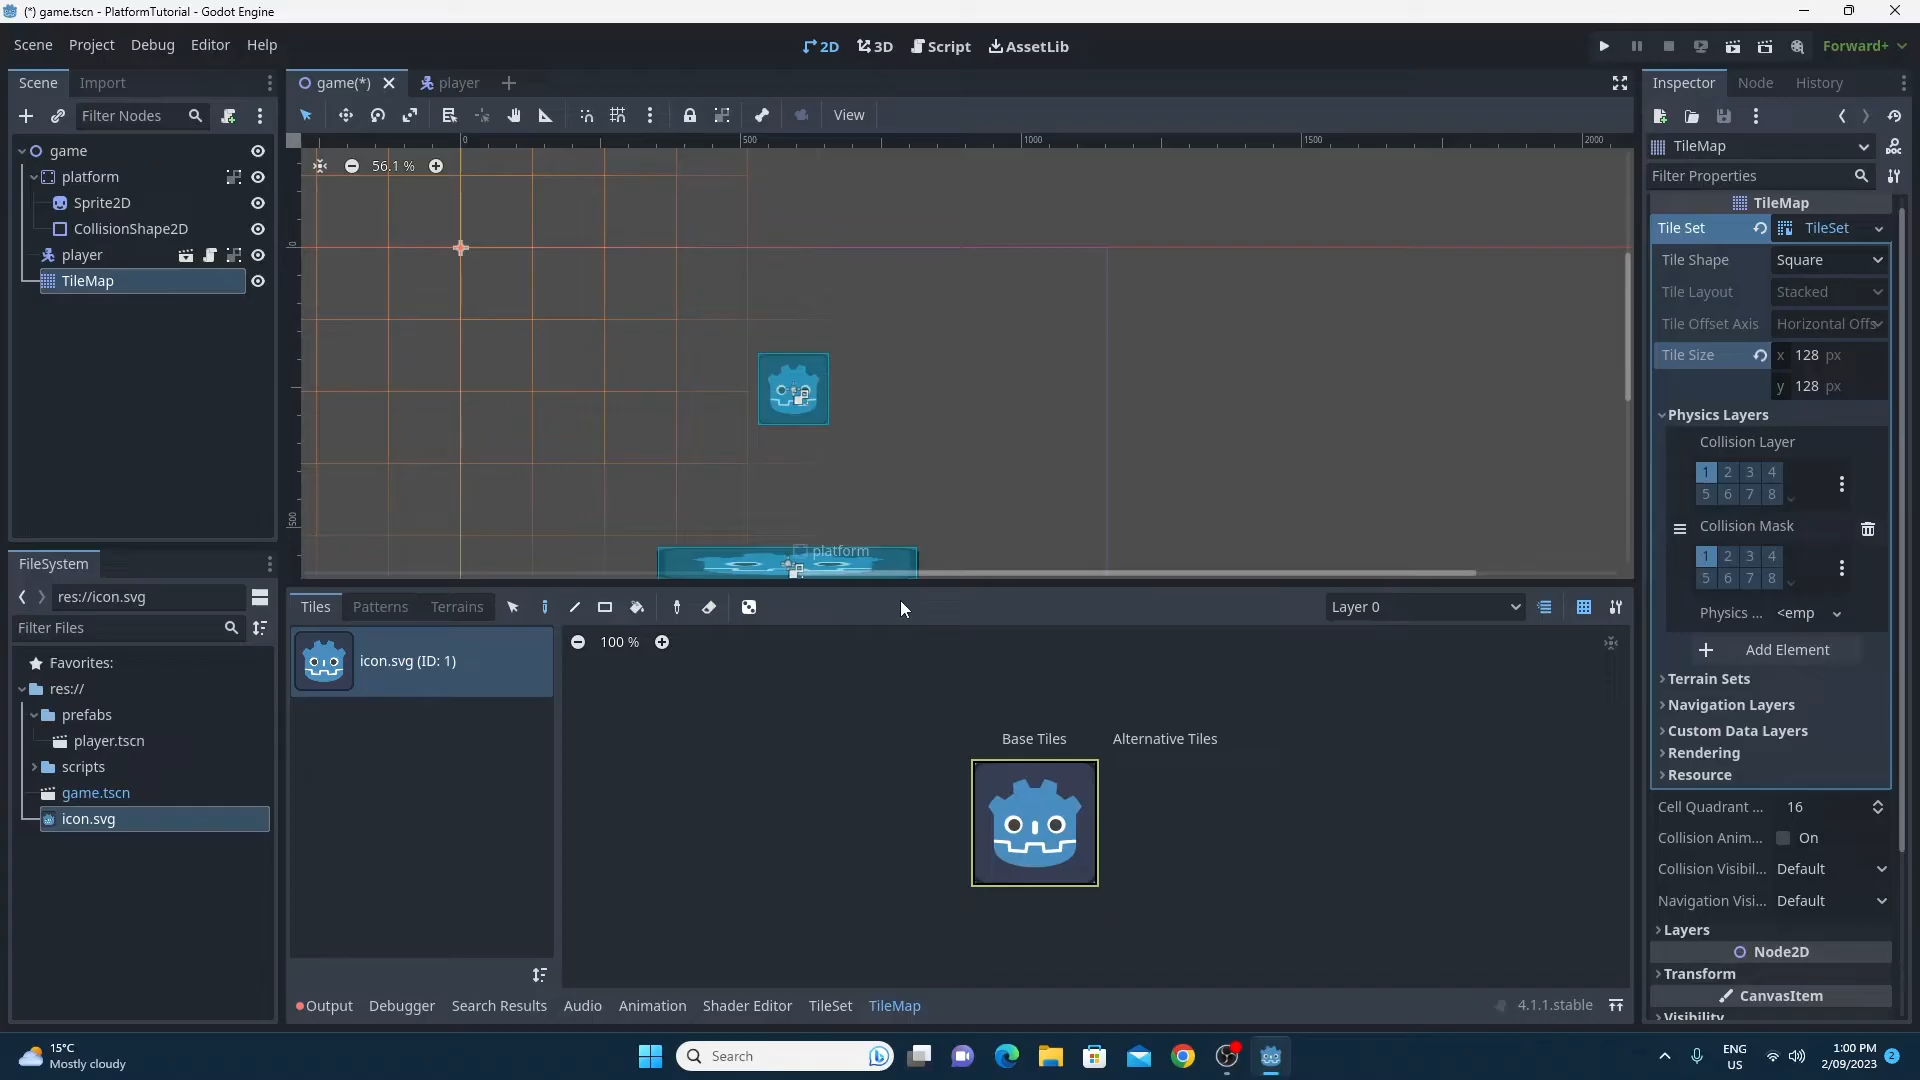 (*) game.tscn - PlatformTutorial - Godot Engine
Scene Project Debug Editor Help
2D 3D Script AssetLib
Forward+
Scene Import
game(*) player
Inspector Node History
Filter Nodes
View
TileMap
Filter Properties
game
platform
Sprite2D
CollisionShape2D
player
TileMap
0 500 1000 1500 2000
0
500
56.1 %
platform
TileMap
Tile Set TileSet
Tile Shape Square
Tile Layout Stacked
Tile Offset Axis Horizontal Offs
Tile Size x 128 px
y 128 px
Physics Layers
Collision Layer
1 2 3 4
5 6 7 8
Collision Mask
1 2 3 4
5 6 7 8
Physics ... <emp
Add Element
Terrain Sets
Navigation Layers
Custom Data Layers
Rendering
Resource
Cell Quadrant ... 16
Collision Anim... On
Collision Visibil... Default
Navigation Visi... Default
Layers
Node2D
Transform
CanvasItem
Visibility
FileSystem
res://icon.svg
Filter Files
Favorites:
res://
prefabs
player.tscn
scripts
game.tscn
icon.svg
Tiles Patterns Terrains
Layer 0
icon.svg (ID: 1)
100 %
Base Tiles Alternative Tiles
Output Debugger Search Results Audio Animation Shader Editor TileSet TileMap
4.1.1.stable
15°C
Mostly cloudy
Search
ENG
US
1:00 PM
2/09/2023
2